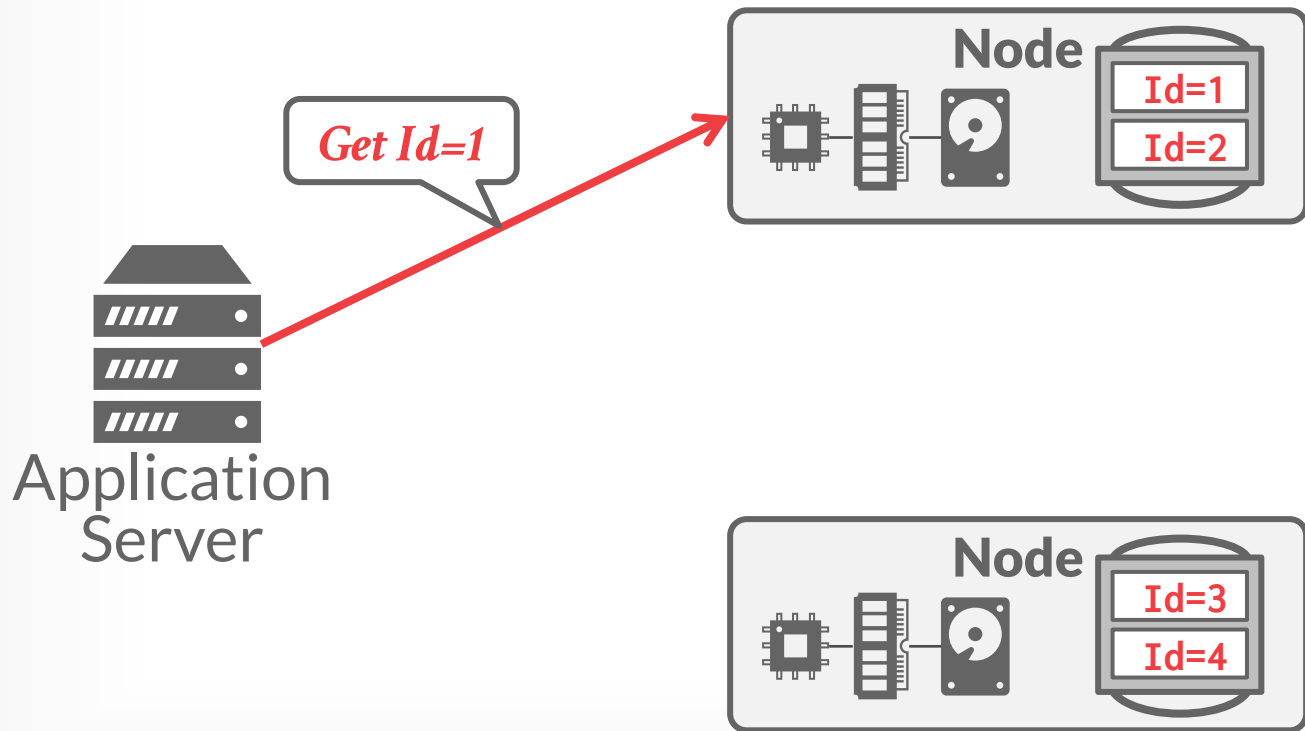 Node
Id=1
Id=2
Get Id=1
Application
Server
Node
Id=3
Id=4